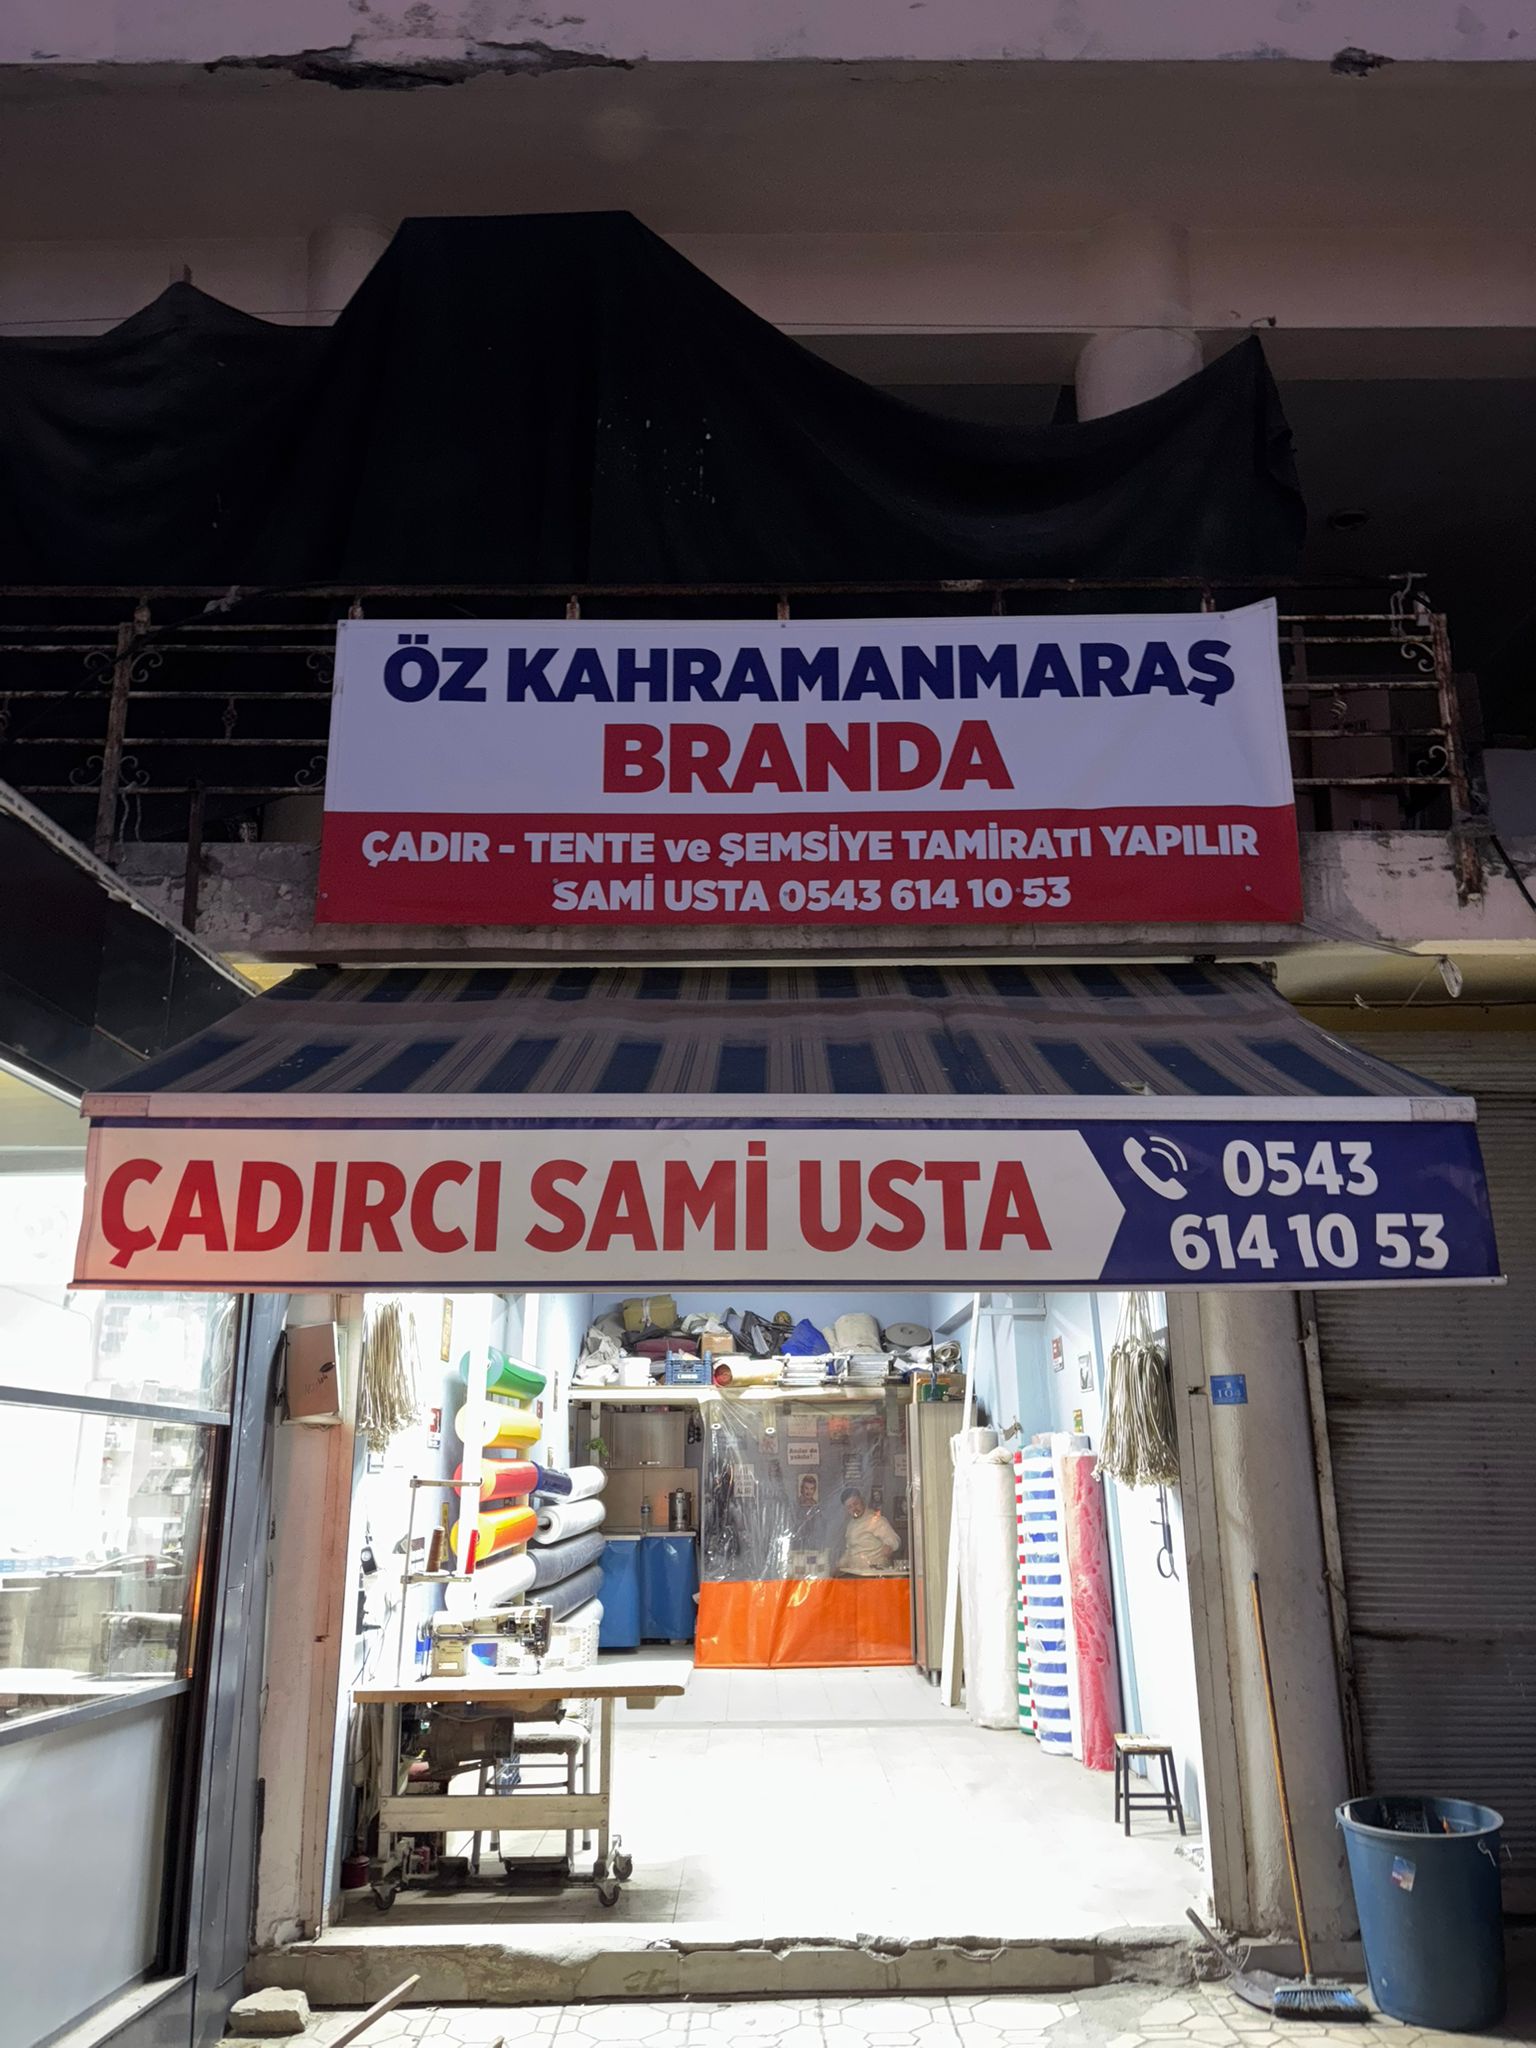 ÖZ KAHRAMANMARAŞ
BRANDA
ÇADIR - TENTE ve ŞEMSİYE TAMİRATI YAPILIR
SAMİ USTA 0543 614 10 53
ÇADIRCI SAMİ USTA
0543
614 10 53
104